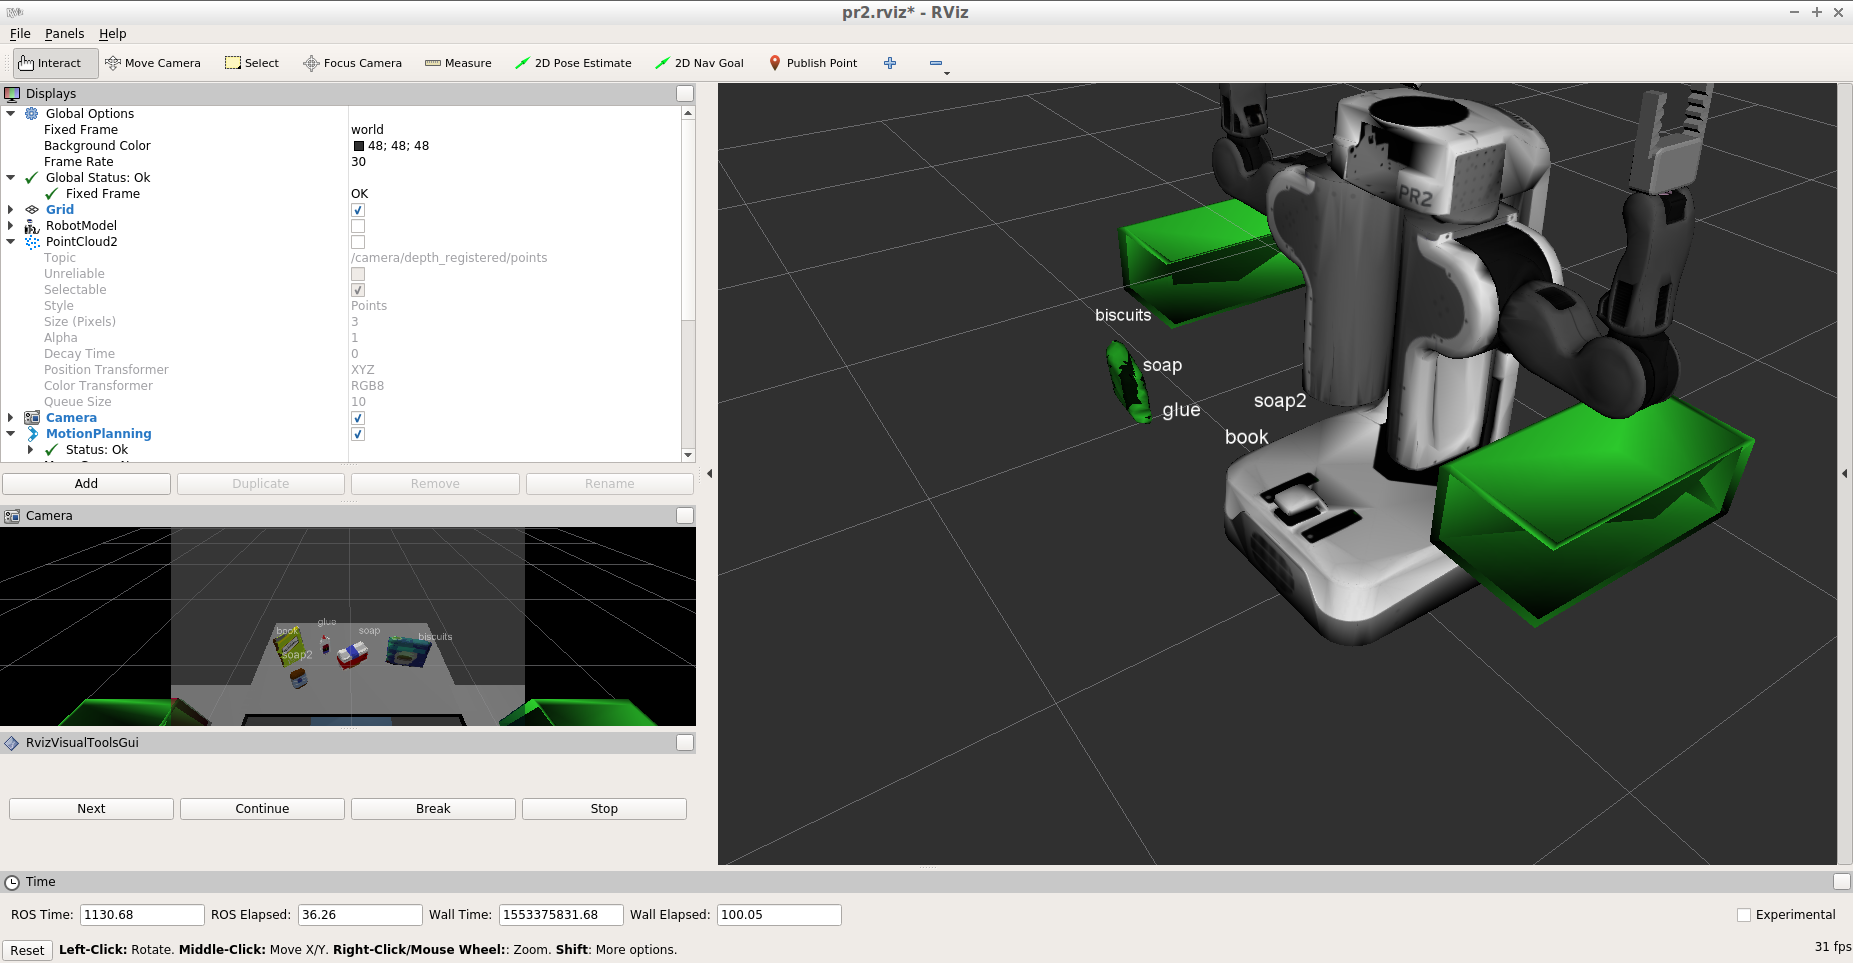 pr2.rviz* - RViz
File Panels Help
Interact Move Camera Select Focus Camera Measure 2D Pose Estimate 2D Nav Goal Publish Point
Displays
Global Options
Fixed Frame world
Background Color 48; 48; 48
Frame Rate 30
Global Status: Ok
Fixed Frame OK
Grid
RobotModel
PointCloud2
Topic /camera/depth_registered/points
Unreliable
Selectable
Style Points
Size (Pixels) 3
Alpha 1
Decay Time 0
Position Transformer XYZ
Color Transformer RGB8
Queue Size 10
Camera
MotionPlanning
Status: Ok
Add Duplicate Remove Rename
Camera
glue
book soap
biscuits
soap2
RvizVisualToolsGui
Next Continue Break Stop
PR2
biscuits
soap
soap2
glue
book
Time
ROS Time: 1130.68 ROS Elapsed: 36.26 Wall Time: 1553375831.68 Wall Elapsed: 100.05 Experimental
Reset Left-Click: Rotate. Middle-Click: Move X/Y. Right-Click/Mouse Wheel:: Zoom. Shift: More options. 31 fps